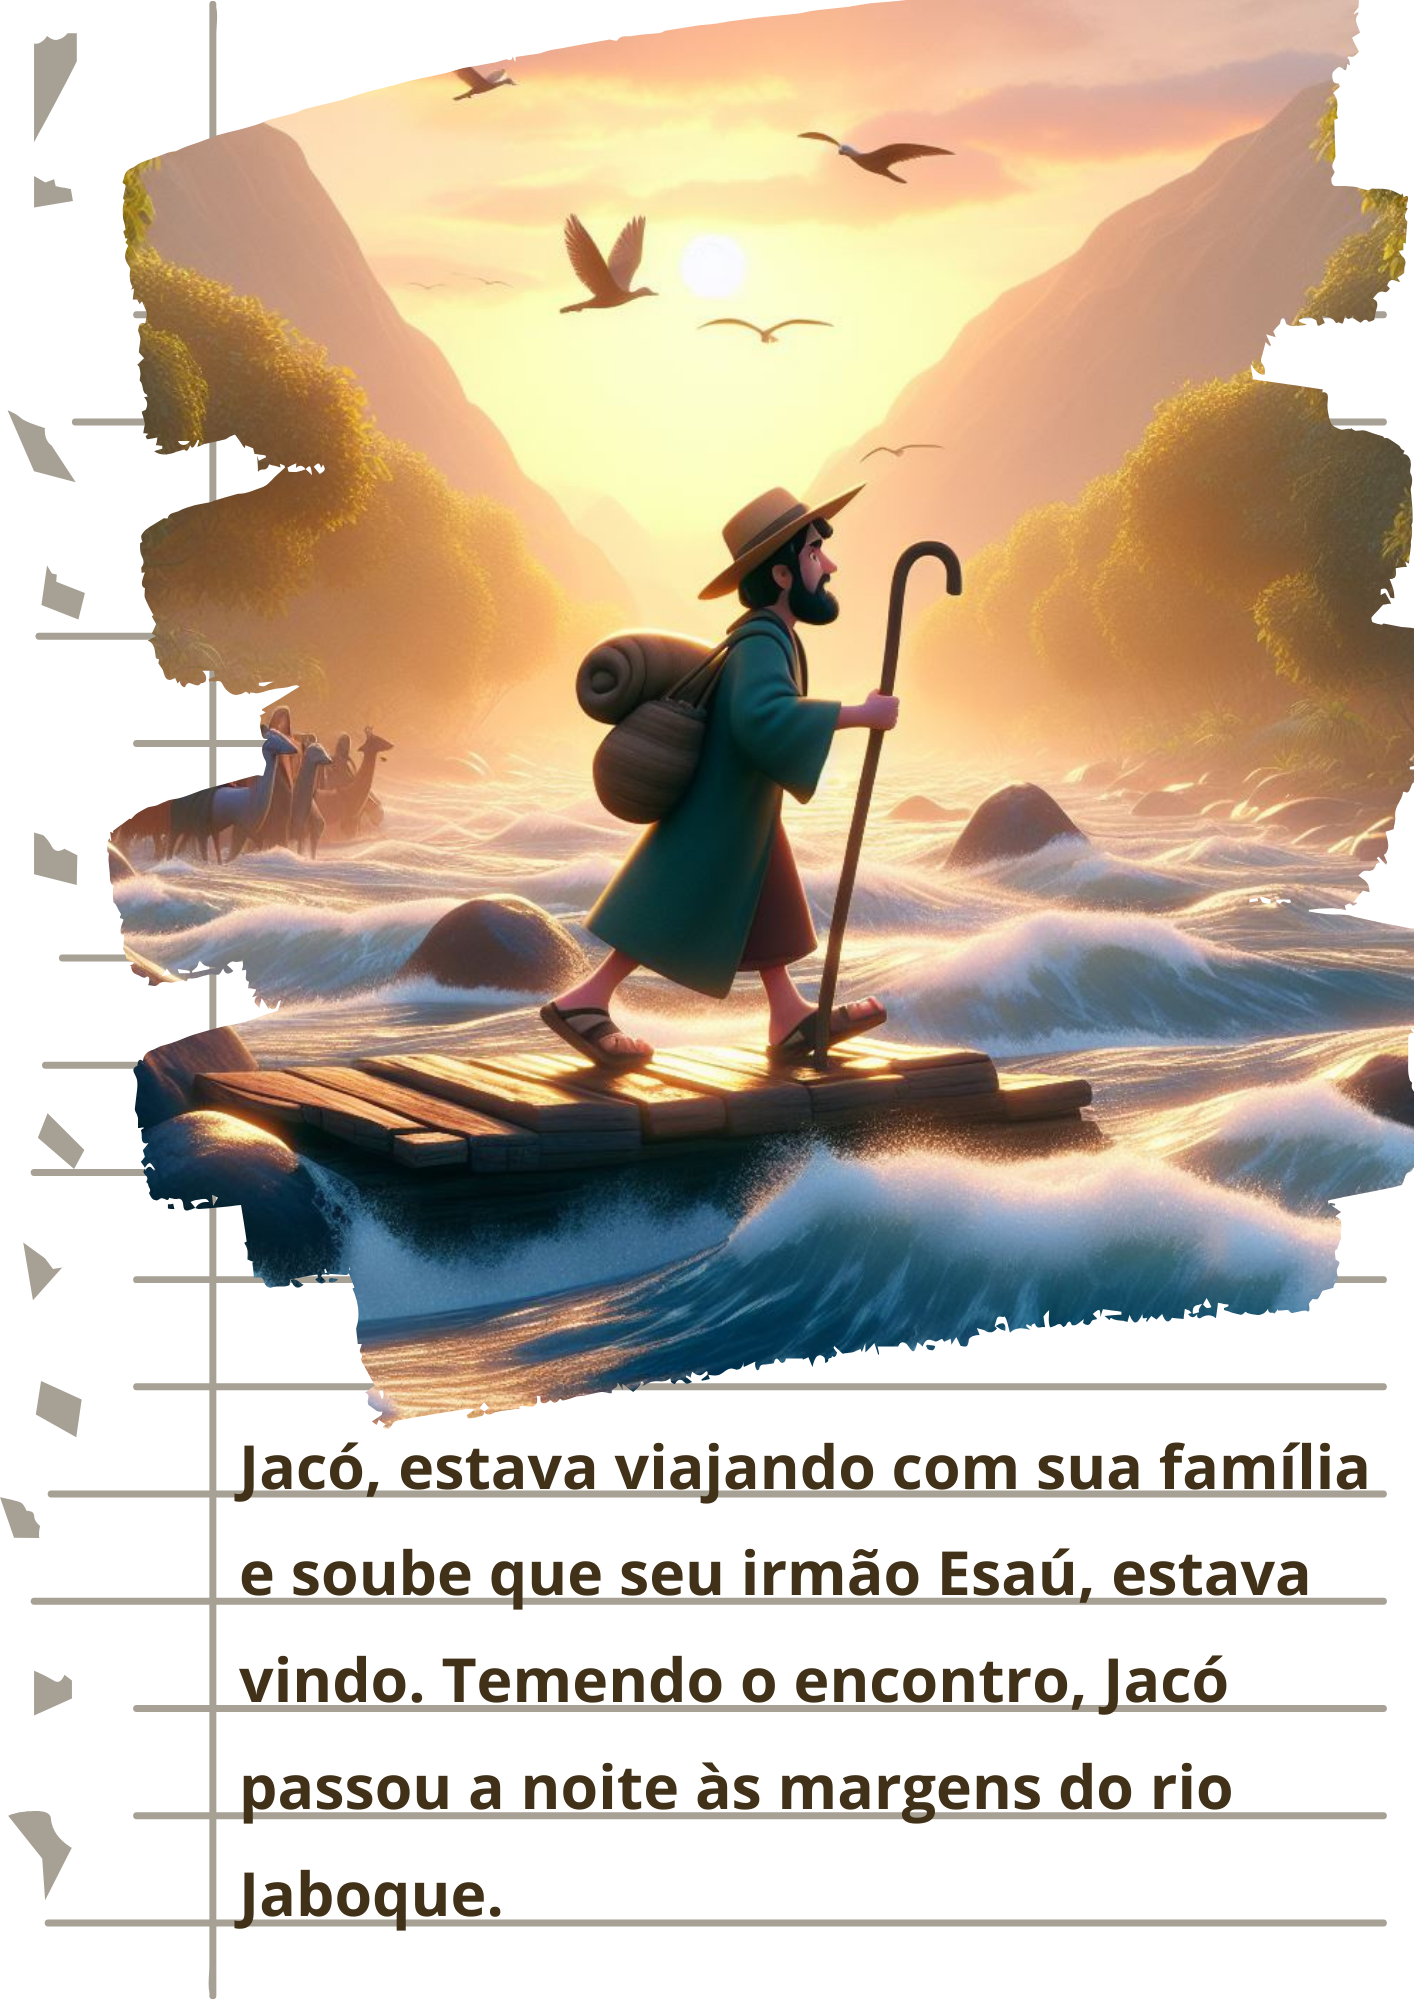 Jacó, estava viajando com sua família
e soube que seu irmão Esaú, estava
vindo. Temendo o encontro, Jacó
passou a noite às margens do rio
Jaboque.